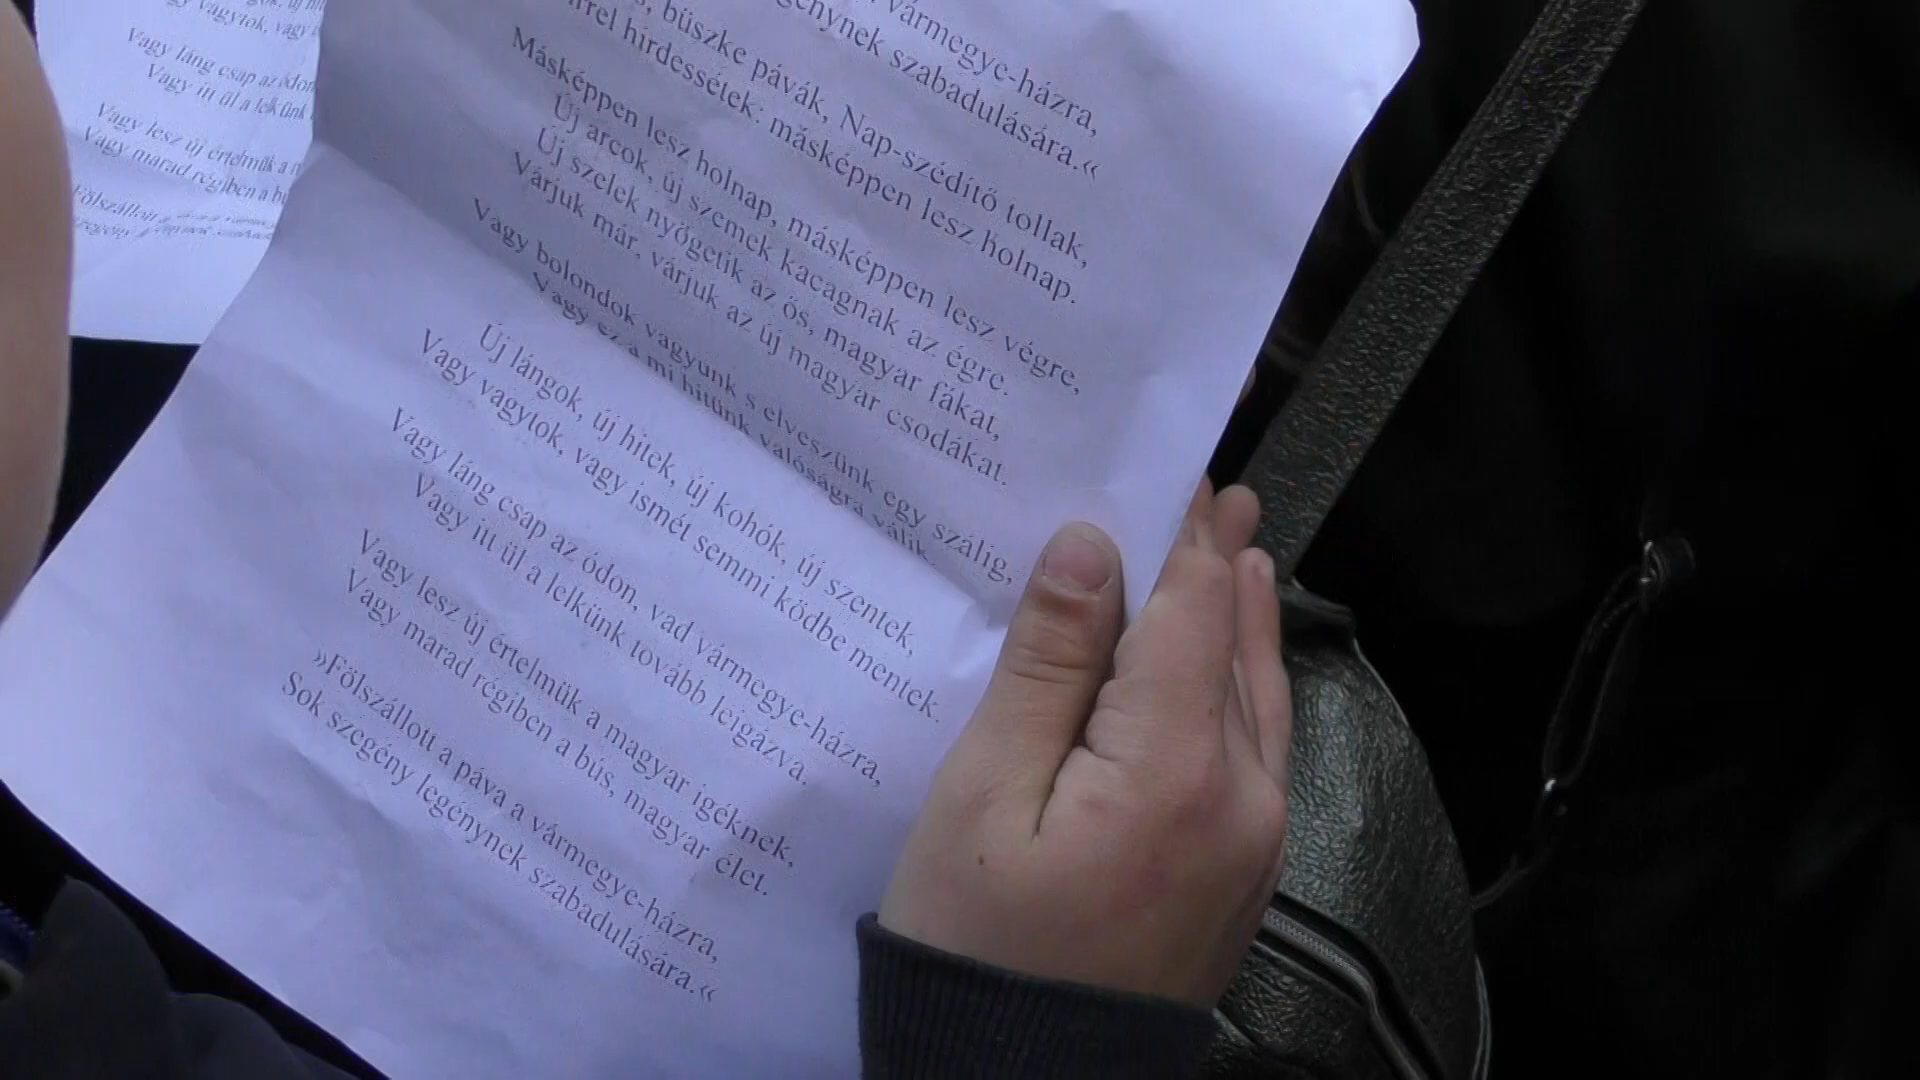 vármegye-házra,
legénynek szabadulására.«
büszke pávák, Nap-szédítő tollak,
hirdessétek: másképpen lesz holnap.
Másképpen lesz holnap, másképpen lesz végre,
Új arcok, új szemek kacagnak az égre.
Új szelek nyögetik az ős, magyar fákat,
Várjuk már, várjuk az új magyar csodákat.
Vagy bolondok vagyunk s elveszünk egy szálig,
Vagy ez a mi hitünk valóságra válik.
Új lángok, új hitek, új kohók, új szentek,
Vagy vagytok, vagy ismét semmi ködbe mentek.
Vagy láng csap az ódon, vad vármegye-házra,
Vagy itt ül a lelkünk tovább leigázva.
Vagy lesz új értelmük a magyar igéknek,
Vagy marad régiben a bús, magyar élet.
»Fölszállott a páva a vármegye-házra,
Sok szegény legénynek szabadulására.«
vagytok, vagy
Vagy láng csap az ódon
Vagy itt ül a lelkünk
Vagy lesz új értelmük a
Vagy marad régiben a
Fölszállott a
szegény